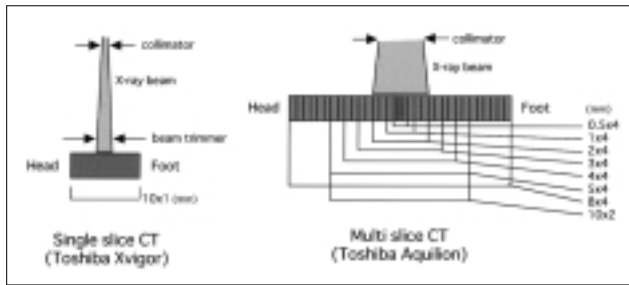 collimator
X-ray beam
beam trimmer
Head
Foot
10x1 (mm)
Single slice CT
(Toshiba Xvigor)
collimator
X-ray beam
Head
Foot
(mm)
0.5x4
1x4
2x4
3x4
4x4
5x4
8x4
10x2
Multi slice CT
(Toshiba Aquilion)